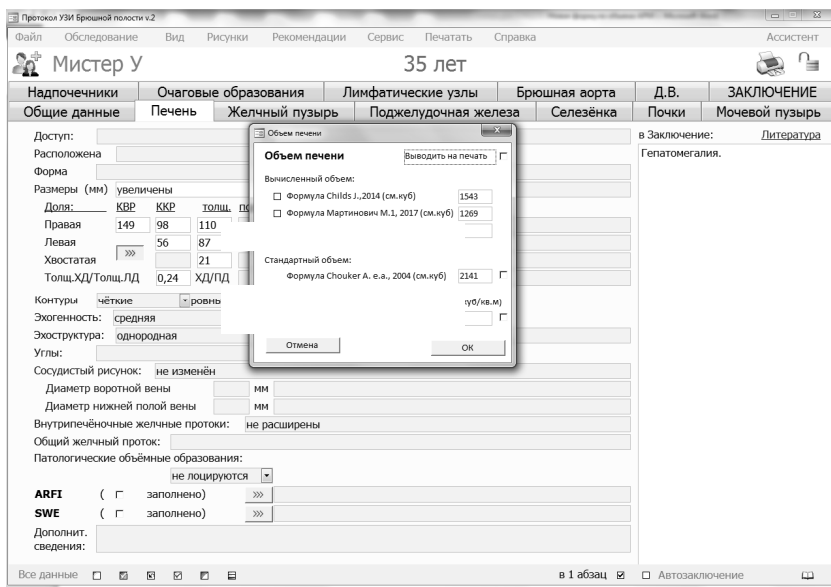 Протокол УЗИ Брюшной полости v.2
Файл Обследование Вид Рисунки Рекомендации Сервис Печатать Справка Ассистент
Мистер У 35 лет
Надпочечники Очаговые образования Лимфатические узлы Брюшная аорта Д.В. ЗАКЛЮЧЕНИЕ
Общие данные Печень Желчный пузырь Поджелудочная железа Селезёнка Почки Мочевой пузырь
Доступ:
Расположена
Форма
Размеры (мм) увеличены
Доля: КВР ККР толщ.
Правая 149 98 110
Левая 56 87
Хвостатая >>> 21
Толщ.ХД/Толщ.ЛД 0,24 ХД/ПД
Контуры чёткие
Эхогенность: средняя
Эхоструктура: однородная
Углы:
Сосудистый рисунок: не изменён
Диаметр воротной вены мм
Диаметр нижней полой вены мм
Внутрипечёночные желчные протоки: не расширены
Общий желчный проток:
Патологические объёмные образования:
не лоцируются
ARFI ( заполнено) >>>
SWE ( заполнено) >>>
Дополнит.
сведения:
Объем печени
Объем печени Выводить на печать
Вычисленный объем:
Формула Childs J.,2014 (см.куб) 1543
Формула Мартинович М.1, 2017 (см.куб) 1269
Стандартный объем:
Формула Chouker A. e.a., 2004 (см.куб) 2141
куб/кв.м)
Отмена ОК
в Заключение: Литература
Гепатомегалия.
Все данные в 1 абзац Автозаключение